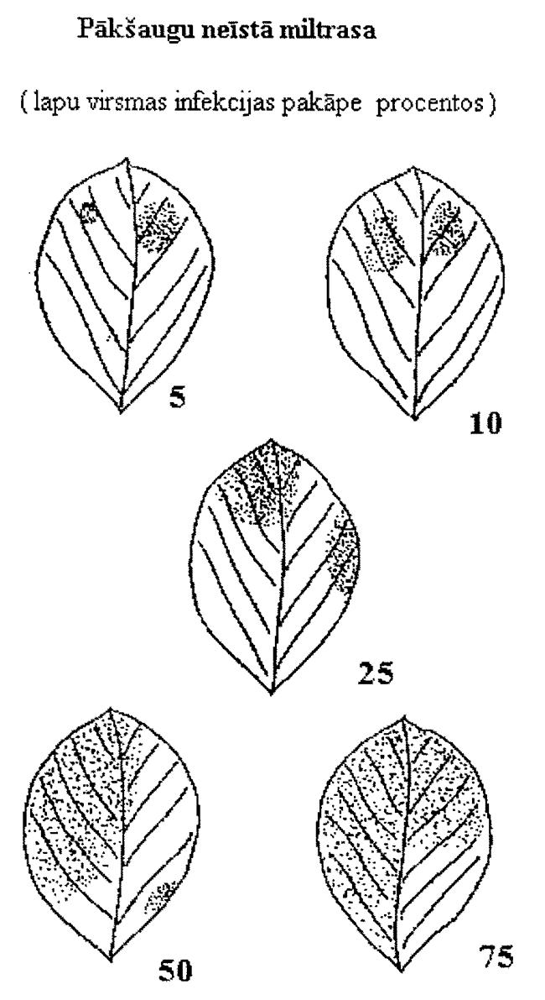 Pākšaugu neīstā miltrasa
( lapu virsmas infekcijas pakāpe procentos )
5
10
25
50
75